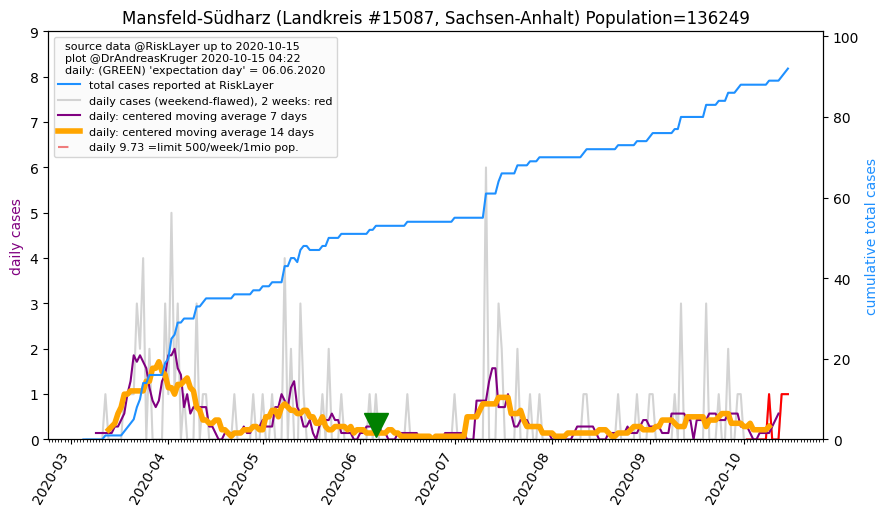 Mansfeld-Südharz (Landkreis #15087, Sachsen-Anhalt) Population=136249
source data @RiskLayer up to 2020-10-15
plot @DrAndreasKruger 2020-10-15 04:22
daily: (GREEN) 'expectation day' = 06.06.2020
total cases reported at RiskLayer
daily cases (weekend-flawed), 2 weeks: red
daily: centered moving average 7 days
daily: centered moving average 14 days
daily 9.73 =limit 500/week/1mio pop.
daily cases
9
8
7
6
5
4
3
2
1
0
cumulative total cases
100
80
60
40
20
0
2020-03
2020-04
2020-05
2020-06
2020-07
2020-08
2020-09
2020-10